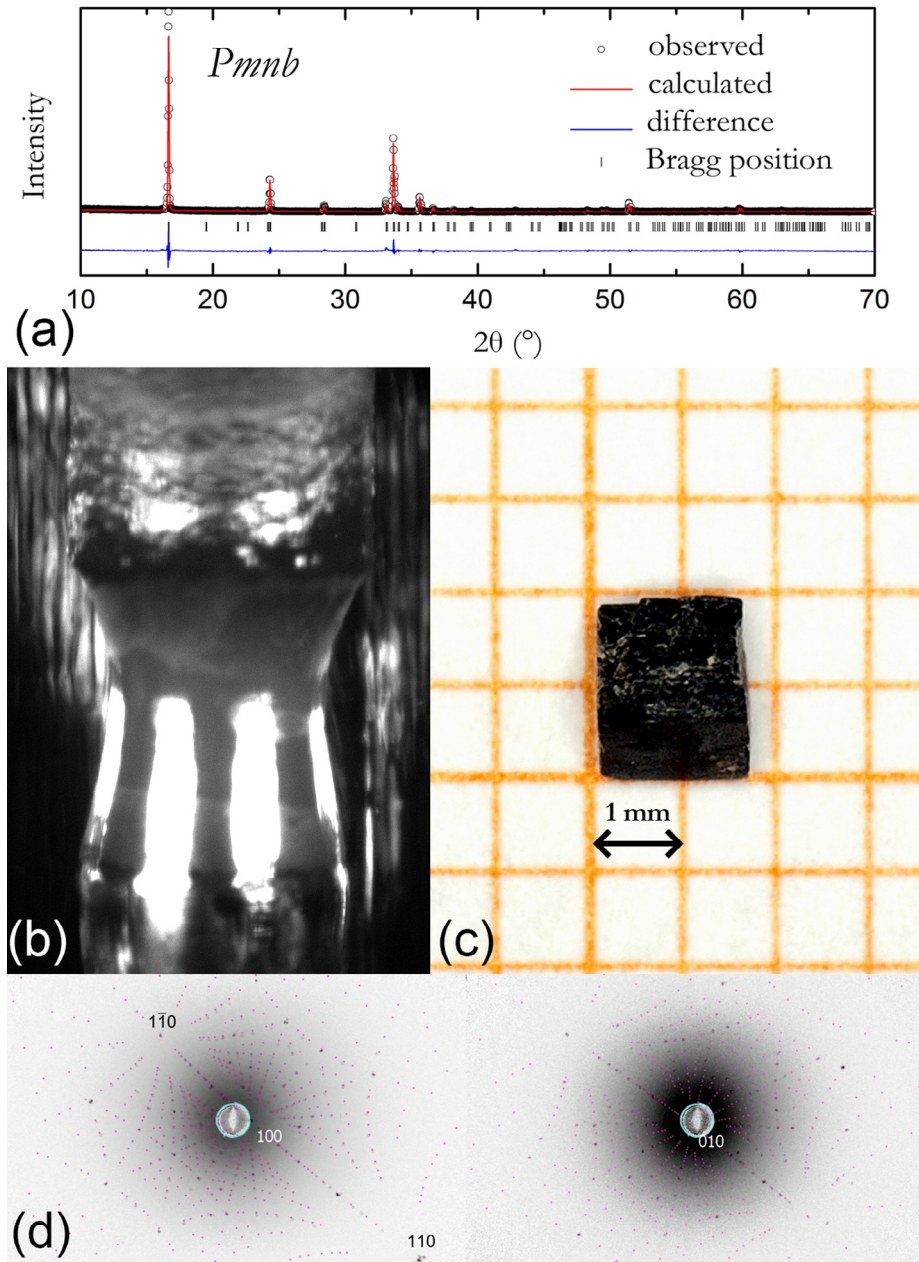 Pmnb
observed
calculated
difference
Bragg position
Intensity
10 20 30 40 50 60 70
2θ (°)
(a)
(b)
1 mm
(c)
11̅0
100
110
010
(d)